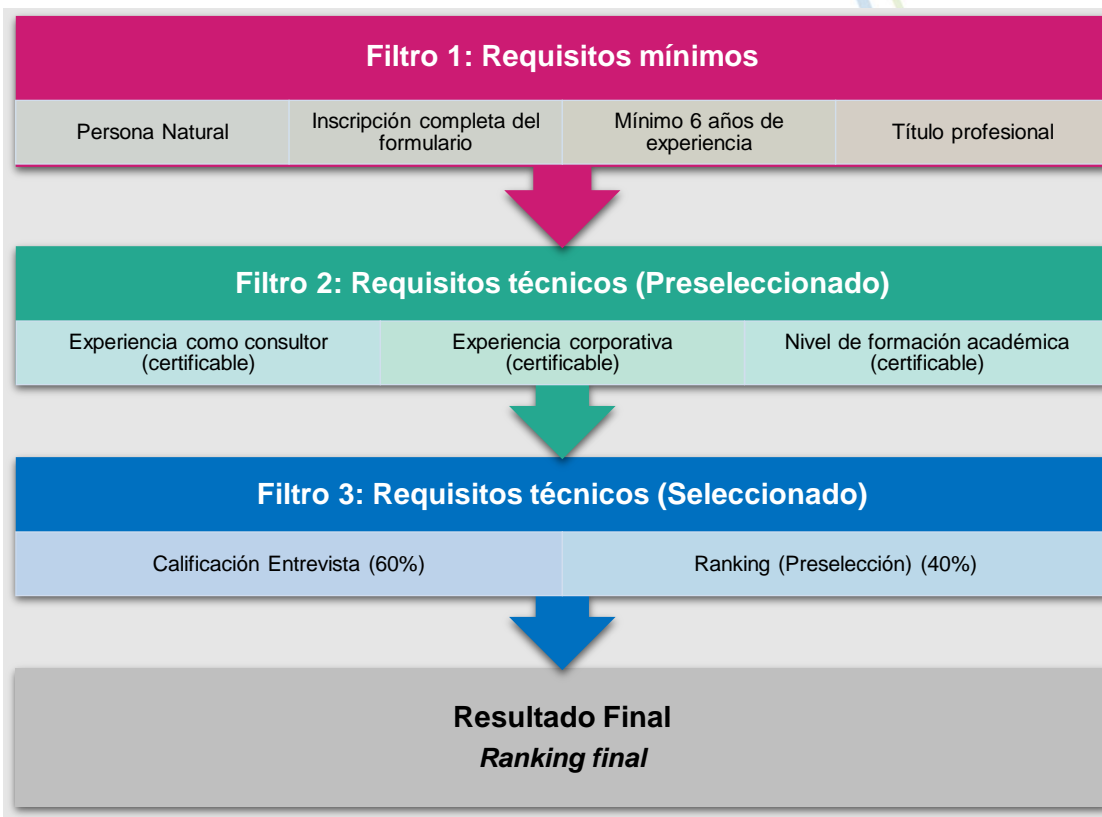 Filtro 1: Requisitos mínimos
Persona Natural
Inscripción completa del
formulario
Mínimo 6 años de
experiencia
Título profesional
Filtro 2: Requisitos técnicos (Preseleccionado)
Experiencia como consultor
(certificable)
Experiencia corporativa
(certificable)
Nivel de formación académica
(certificable)
Filtro 3: Requisitos técnicos (Seleccionado)
Calificación Entrevista (60%)
Ranking (Preselección) (40%)
Resultado Final
Ranking final